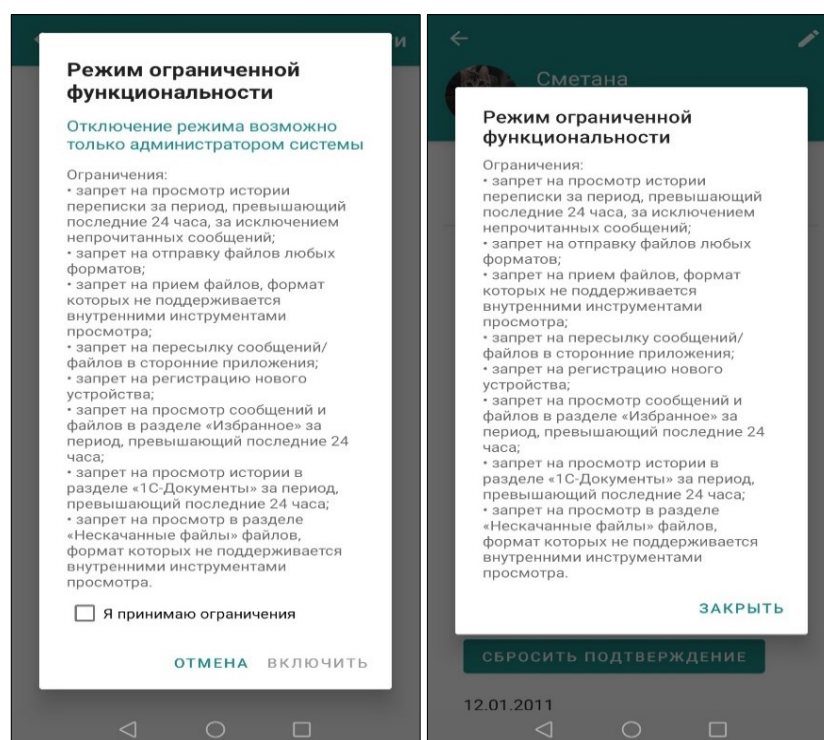 и
Режим ограниченной
функциональности
Отключение режима возможно
только администратором системы
Ограничения:
• запрет на просмотр истории
переписки за период, превышающий
последние 24 часа, за исключением
непрочитанных сообщений;
• запрет на отправку файлов любых
форматов;
• запрет на прием файлов, формат
которых не поддерживается
внутренними инструментами
просмотра;
• запрет на пересылку сообщений/
файлов в сторонние приложения;
• запрет на регистрацию нового
устройства;
• запрет на просмотр сообщений и
файлов в разделе «Избранное» за
период, превышающий последние 24
часа;
• запрет на просмотр истории в
разделе «1С-Документы» за период,
превышающий последние 24 часа;
• запрет на просмотр в разделе
«Нескачанные файлы» файлов,
формат которых не поддерживается
внутренними инструментами
просмотра.
Я принимаю ограничения
ОТМЕНА ВКЛЮЧИТЬ
Сметана
Режим ограниченной
функциональности
Ограничения:
• запрет на просмотр истории
переписки за период, превышающий
последние 24 часа, за исключением
непрочитанных сообщений;
• запрет на отправку файлов любых
форматов;
• запрет на прием файлов, формат
которых не поддерживается
внутренними инструментами
просмотра;
• запрет на пересылку сообщений/
файлов в сторонние приложения;
• запрет на регистрацию нового
устройства;
• запрет на просмотр сообщений и
файлов в разделе «Избранное» за
период, превышающий последние 24
часа;
• запрет на просмотр истории в
разделе «1С-Документы» за период,
превышающий последние 24 часа;
• запрет на просмотр в разделе
«Нескачанные файлы» файлов,
формат которых не поддерживается
внутренними инструментами
просмотра.
ЗАКРЫТЬ
СБРОСИТЬ ПОДТВЕРЖДЕНИЕ
12.01.2011